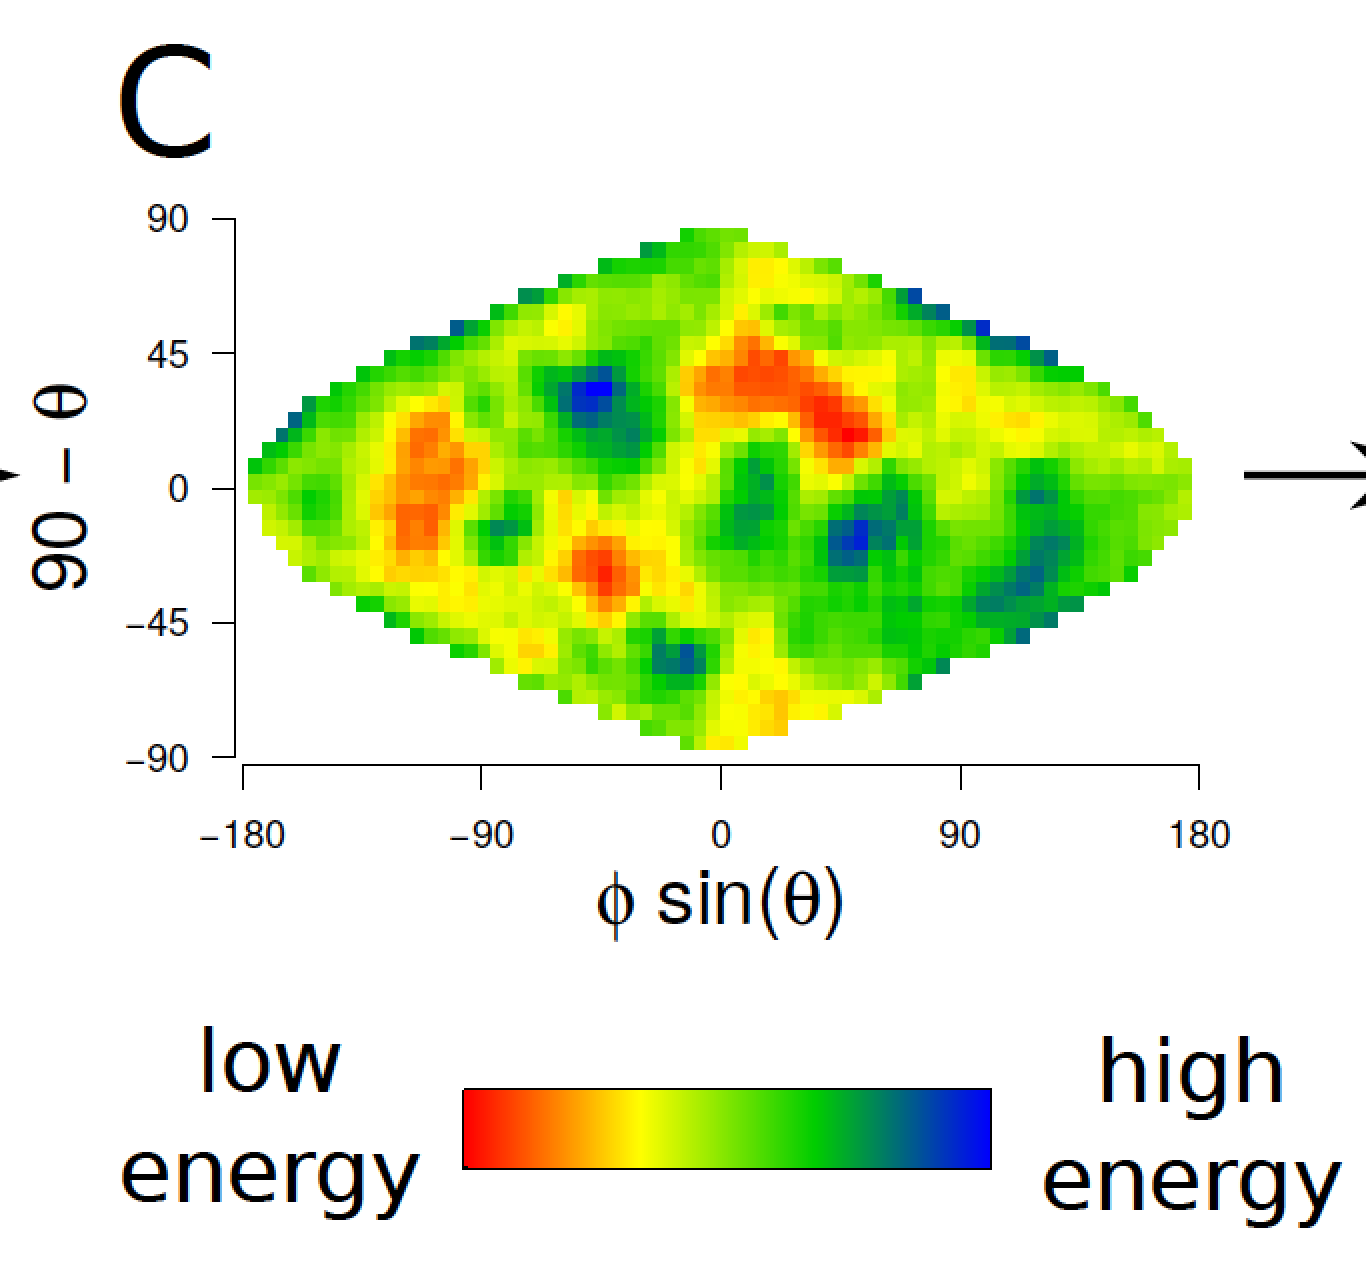 C
90
45
0
−45
−90
90 − θ
−180 −90 0 90 180
ϕ sin(θ)
low energy
high energy